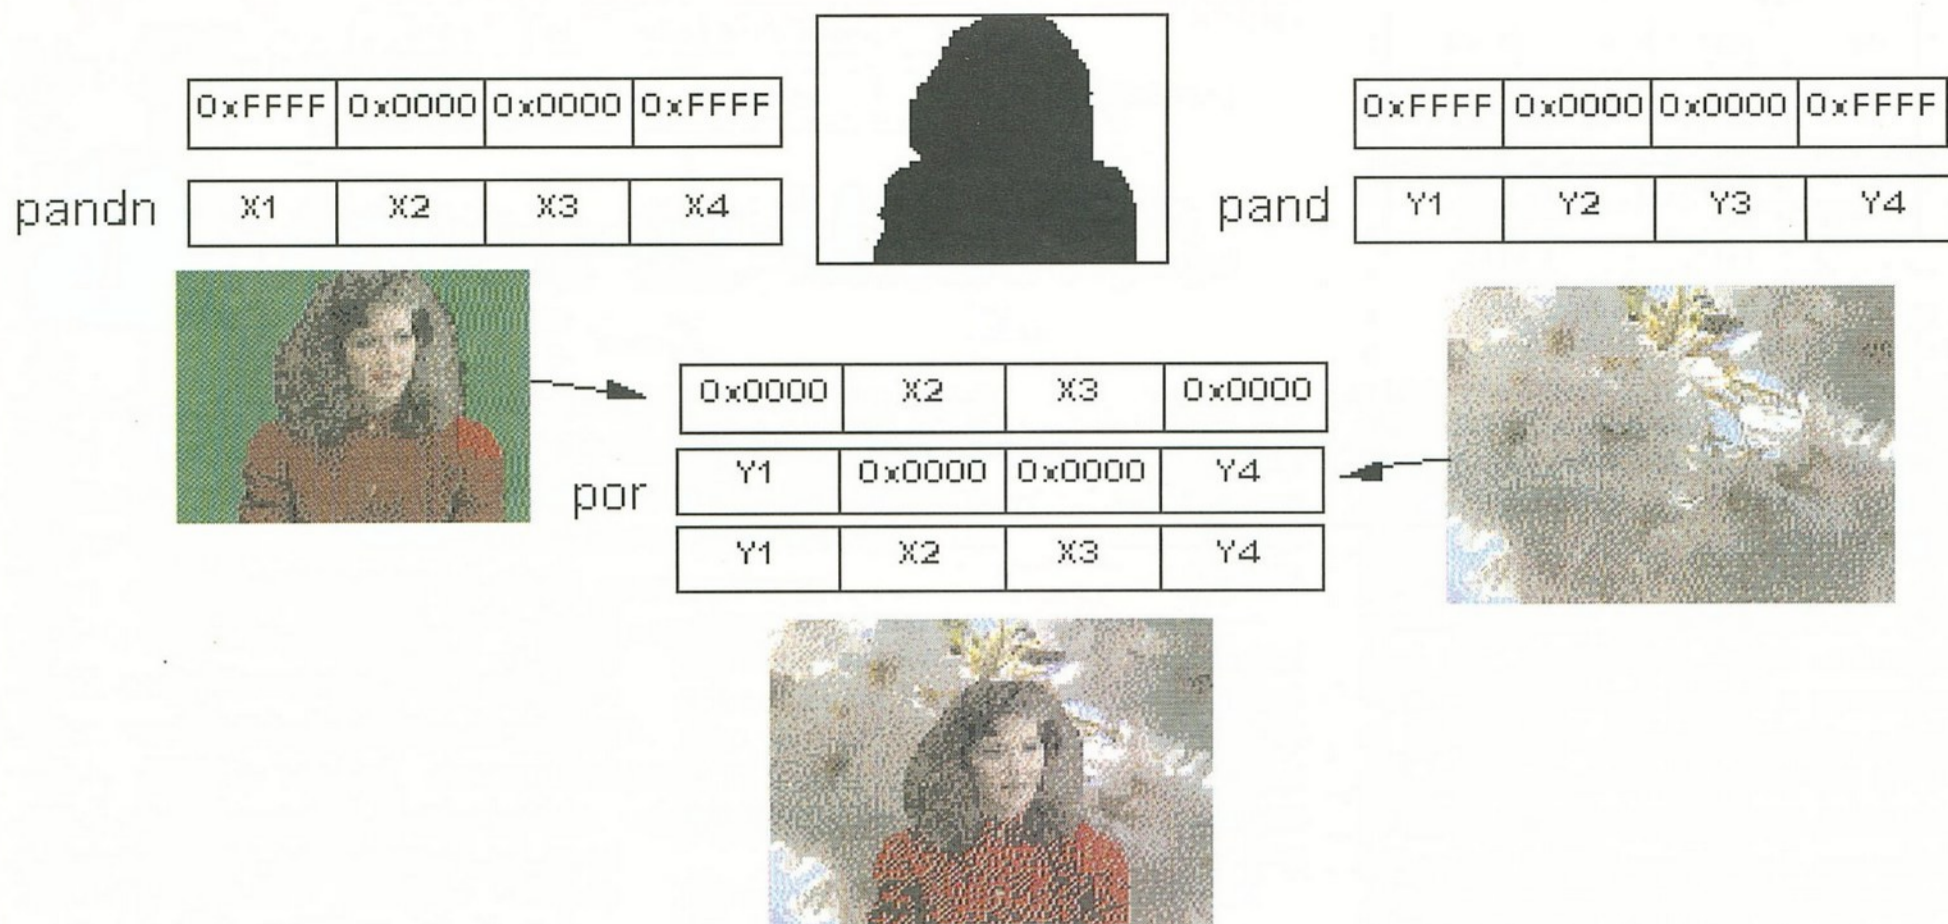 0xFFFF 0x0000 0x0000 0xFFFF
pandn X1 X2 X3 X4
0xFFFF 0x0000 0x0000 0xFFFF
pand Y1 Y2 Y3 Y4
0x0000 X2 X3 0x0000
por Y1 0x0000 0x0000 Y4
Y1 X2 X3 Y4